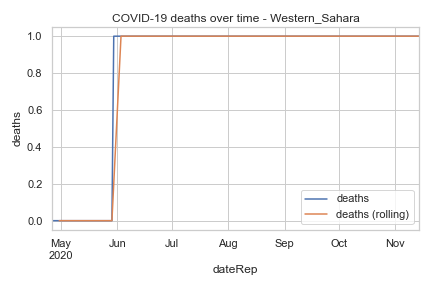 COVID-19 deaths over time - Western_Sahara
deaths
1.0
0.8
0.6
0.4
0.2
0.0
deaths
deaths (rolling)
May Jun Jul Aug Sep Oct Nov
2020
dateRep